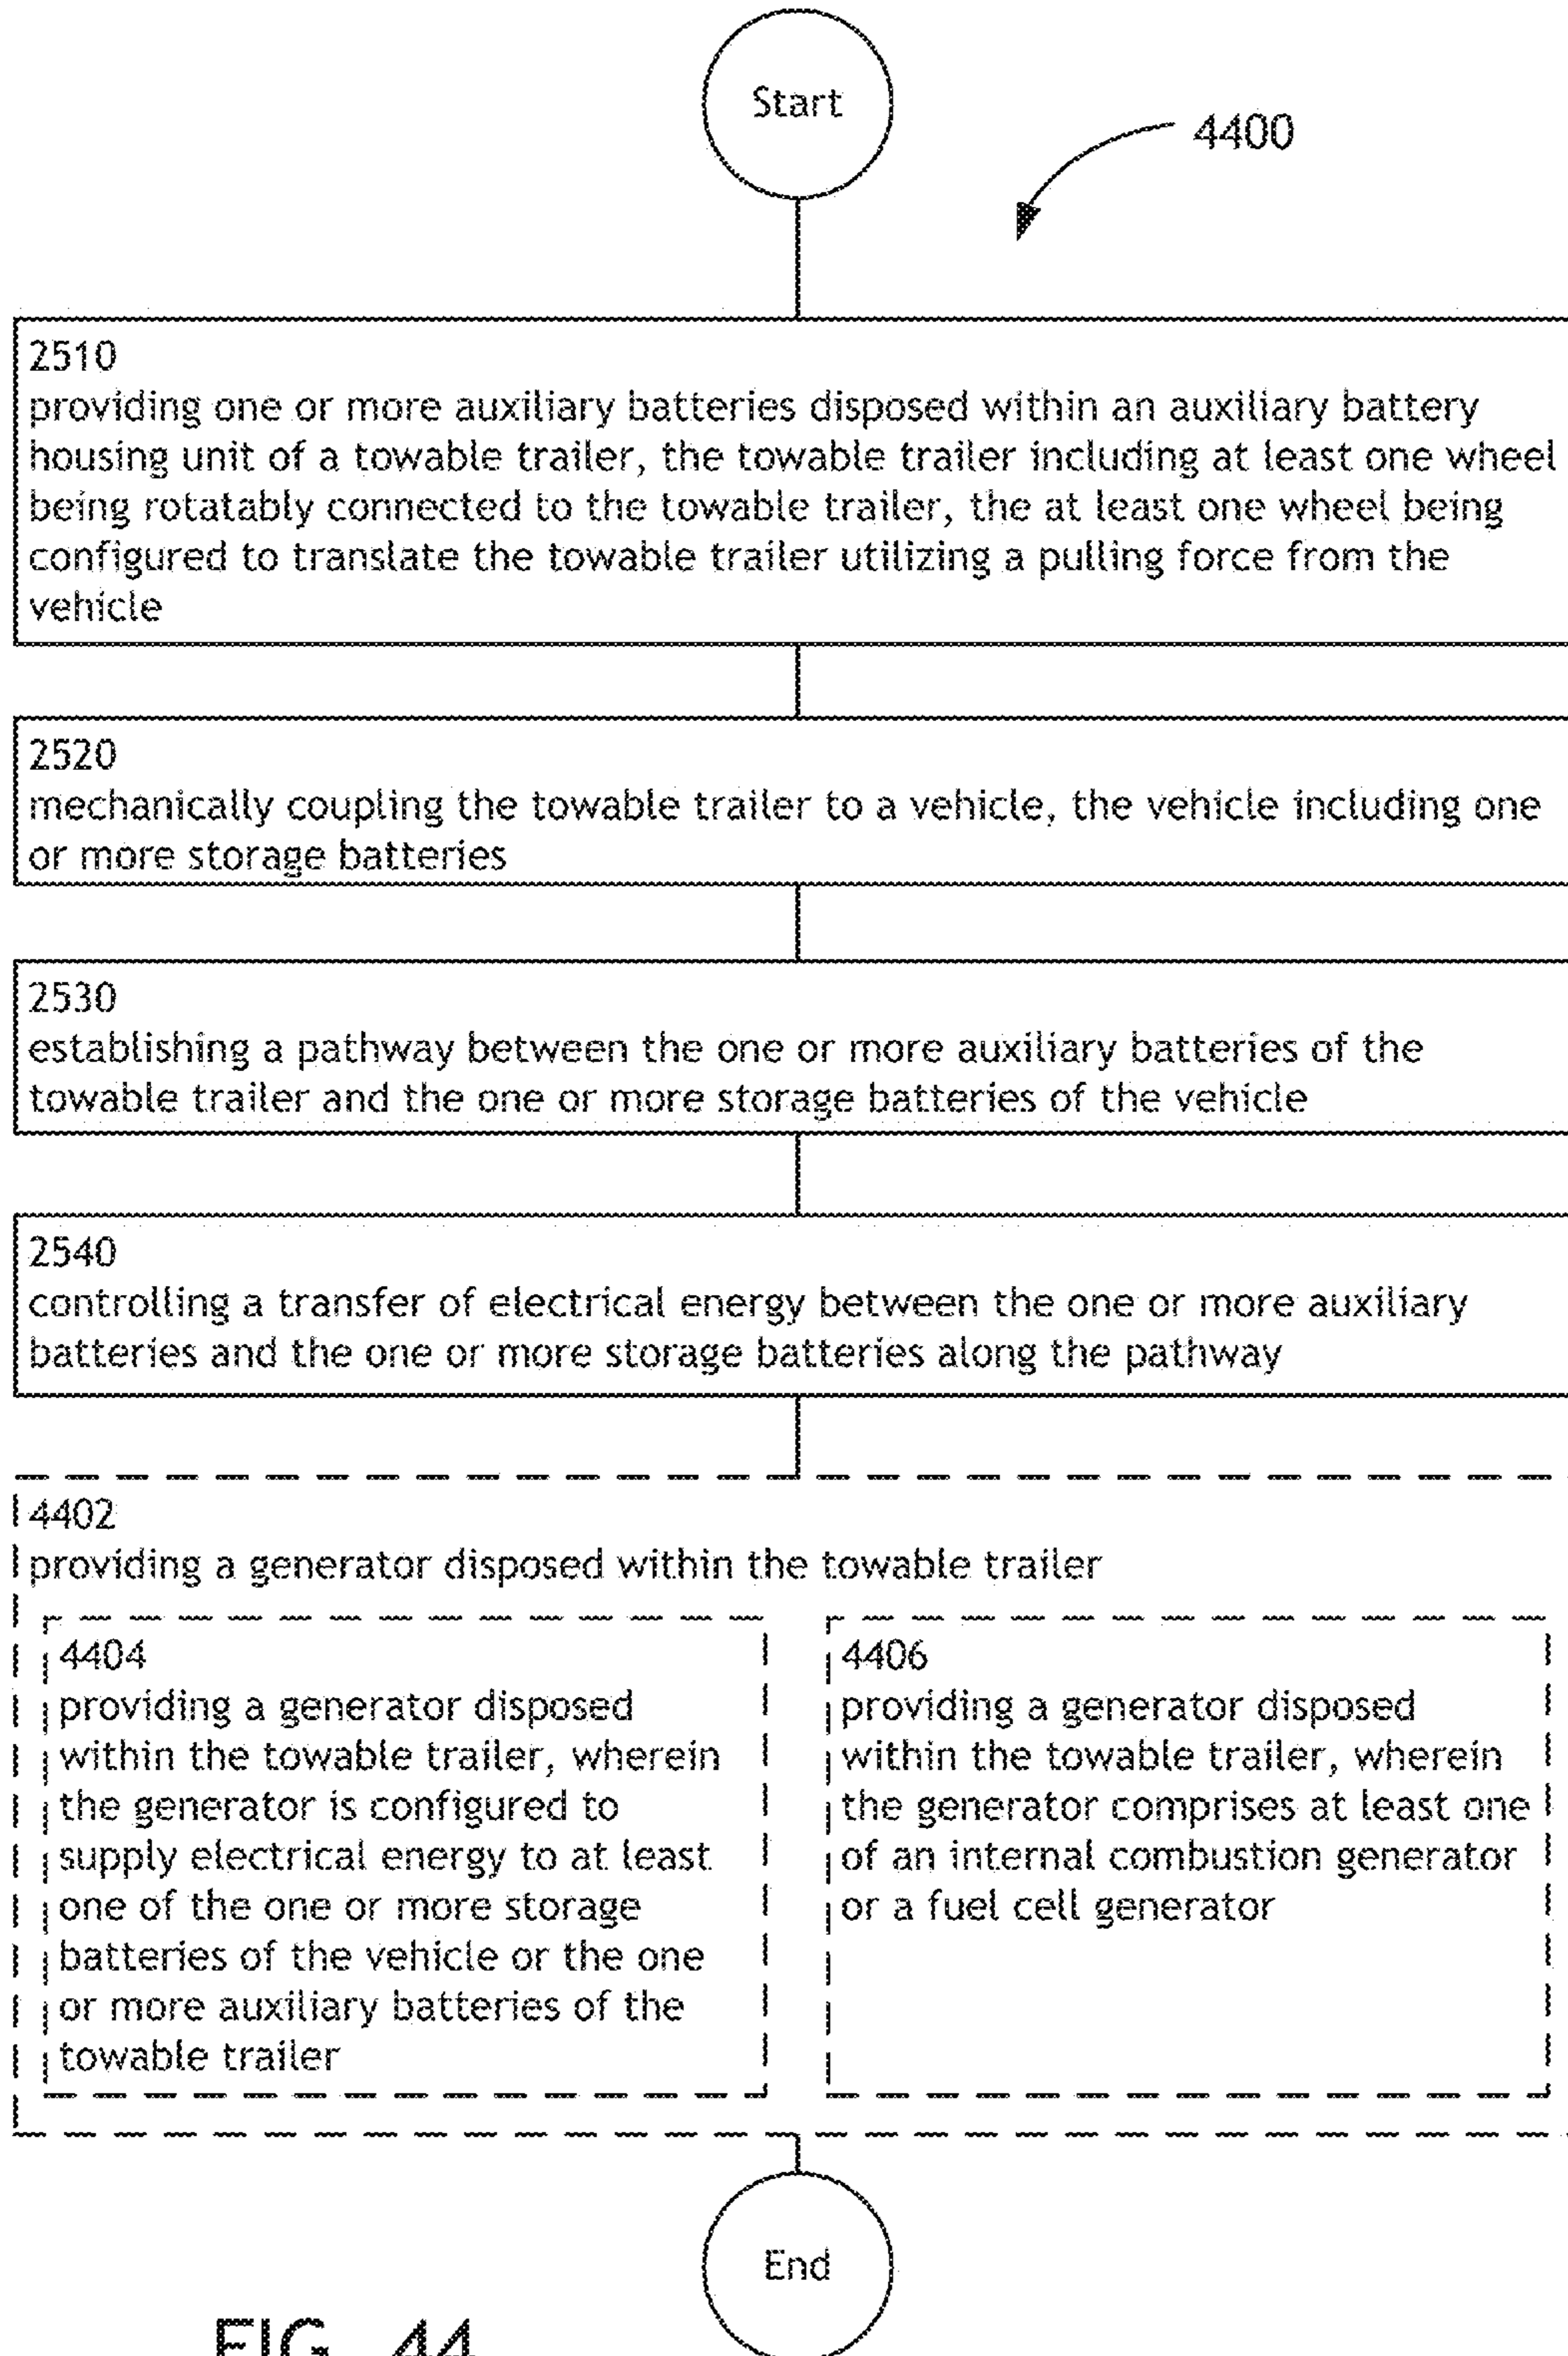 Start
4400
2510
providing one or more auxiliary batteries disposed within an auxiliary battery
housing unit of a towable trailer, the towable trailer including at least one wheel
being rotatably connected to the towable trailer, the at least one wheel being
configured to translate the towable trailer utilizing a pulling force from the
vehicle
2520
mechanically coupling the towable trailer to a vehicle, the vehicle including one
or more storage batteries
2530
establishing a pathway between the one or more auxiliary batteries of the
towable trailer and the one or more storage batteries of the vehicle
2540
controlling a transfer of electrical energy between the one or more auxiliary
batteries and the one or more storage batteries along the pathway
4402
providing a generator disposed within the towable trailer
4404
providing a generator disposed
within the towable trailer, wherein
the generator is configured to
supply electrical energy to at least
one of the one or more storage
batteries of the vehicle or the one
or more auxiliary batteries of the
towable trailer
4406
providing a generator disposed
within the towable trailer, wherein
the generator comprises at least one
of an internal combustion generator
or a fuel cell generator
End
FIG. 44